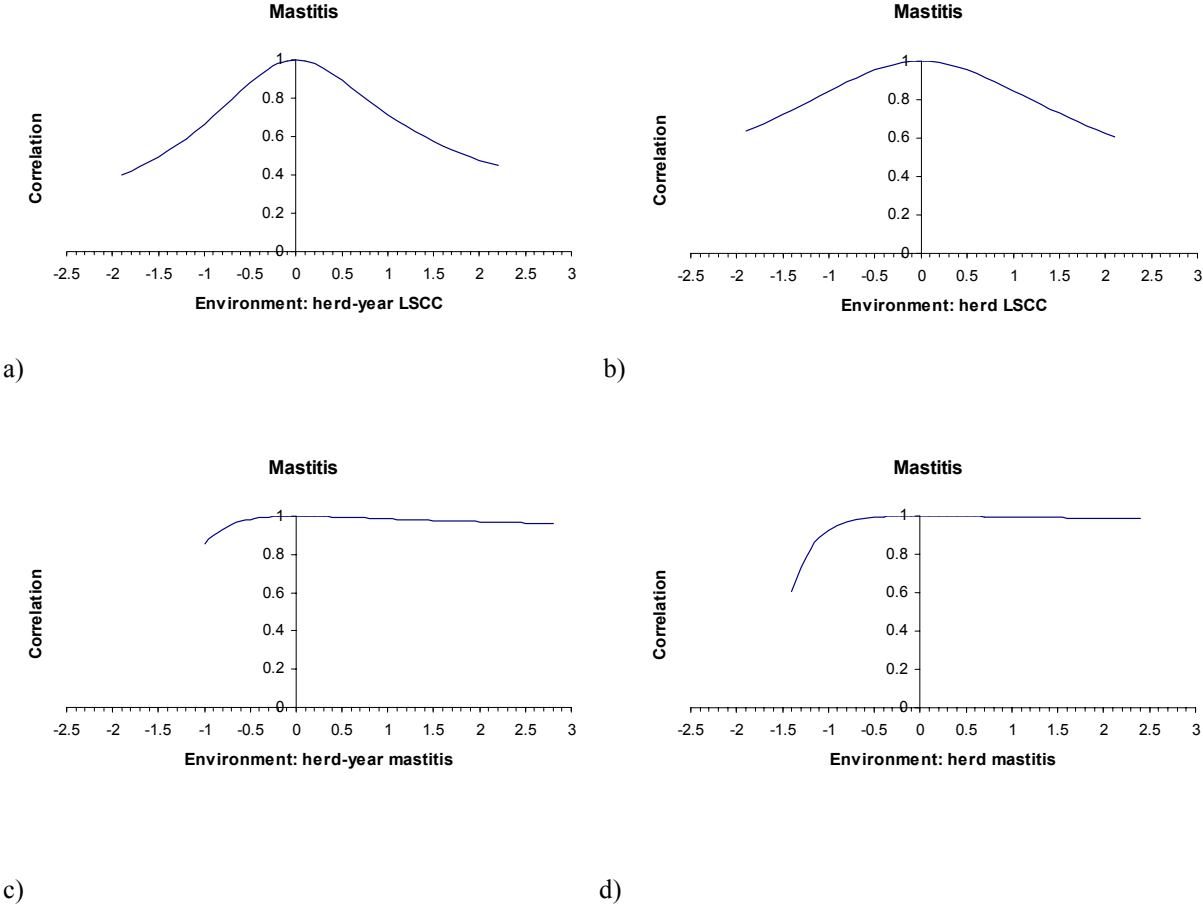 Mastitis
1
0.8
0.6
0.4
0.2
0
Correlation
-2.5 -2 -1.5 -1 -0.5 0 0.5 1 1.5 2 2.5 3
Environment: herd-year LSCC
a)
Mastitis
1
0.8
0.6
0.4
0.2
0
Correlation
-2.5 -2 -1.5 -1 -0.5 0 0.5 1 1.5 2 2.5 3
Environment: herd LSCC
b)
Mastitis
1
0.8
0.6
0.4
0.2
0
Correlation
-2.5 -2 -1.5 -1 -0.5 0 0.5 1 1.5 2 2.5 3
Environment: herd-year mastitis
c)
Mastitis
1
0.8
0.6
0.4
0.2
0
Correlation
-2.5 -2 -1.5 -1 -0.5 0 0.5 1 1.5 2 2.5 3
Environment: herd mastitis
d)